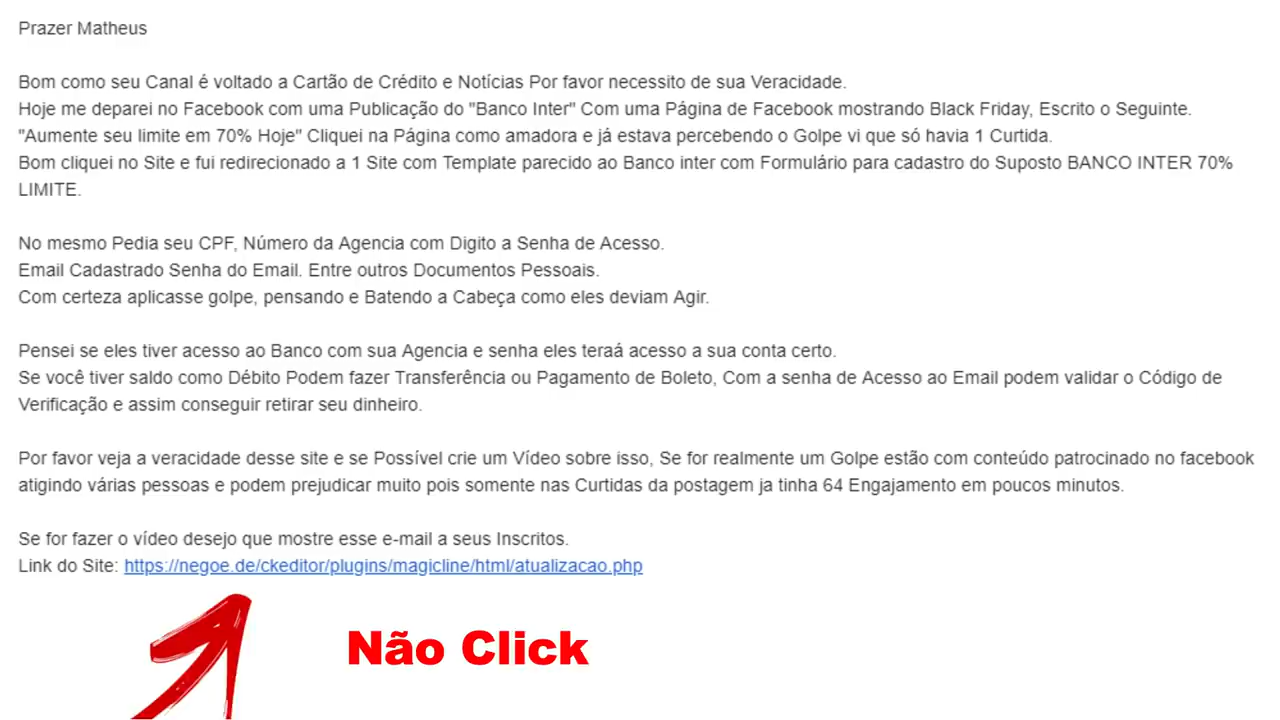 Prazer Matheus
Bom como seu Canal é voltado a Cartão de Crédito e Notícias Por favor necessito de sua Veracidade.
Hoje me deparei no Facebook com uma Publicação do "Banco Inter" Com uma Página de Facebook mostrando Black Friday, Escrito o Seguinte.
"Aumente seu limite em 70% Hoje" Cliquei na Página como amadora e já estava percebendo o Golpe vi que só havia 1 Curtida.
Bom cliquei no Site e fui redirecionado a 1 Site com Template parecido ao Banco inter com Formulário para cadastro do Suposto BANCO INTER 70%
LIMITE.
No mesmo Pedia seu CPF, Número da Agencia com Digito a Senha de Acesso.
Email Cadastrado Senha do Email. Entre outros Documentos Pessoais.
Com certeza aplicasse golpe, pensando e Batendo a Cabeça como eles deviam Agir.
Pensei se eles tiver acesso ao Banco com sua Agencia e senha eles teraá acesso a sua conta certo.
Se você tiver saldo como Débito Podem fazer Transferência ou Pagamento de Boleto, Com a senha de Acesso ao Email podem validar o Código de
Verificação e assim conseguir retirar seu dinheiro.
Por favor veja a veracidade desse site e se Possível crie um Vídeo sobre isso, Se for realmente um Golpe estão com conteúdo patrocinado no facebook
atigindo várias pessoas e podem prejudicar muito pois somente nas Curtidas da postagem ja tinha 64 Engajamento em poucos minutos.
Se for fazer o vídeo desejo que mostre esse e-mail a seus Inscritos.
Link do Site: https://negoe.de/ckeditor/plugins/magicline/html/atualizacao.php
Não Click